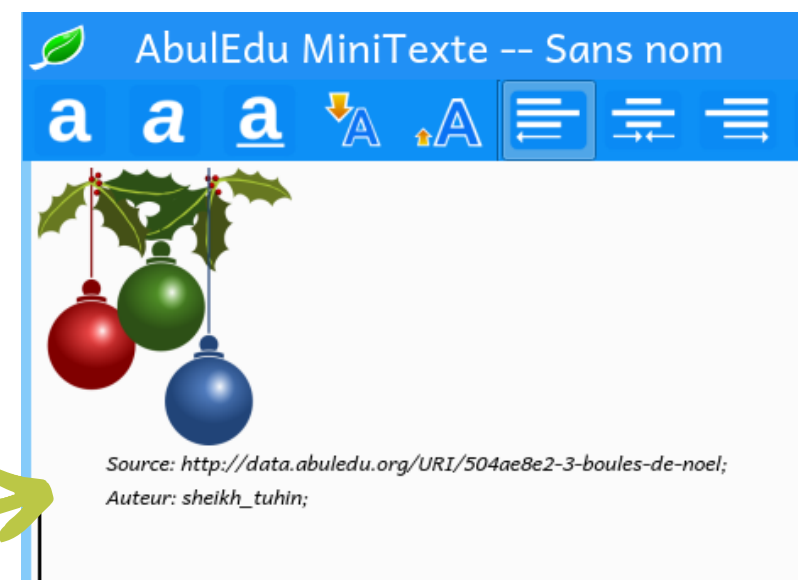 AbulEdu MiniTexte -- Sans nom
a a a A A
Source: http://data.abuledu.org/URI/504ae8e2-3-boules-de-noel;
Auteur: sheikh_tuhin;